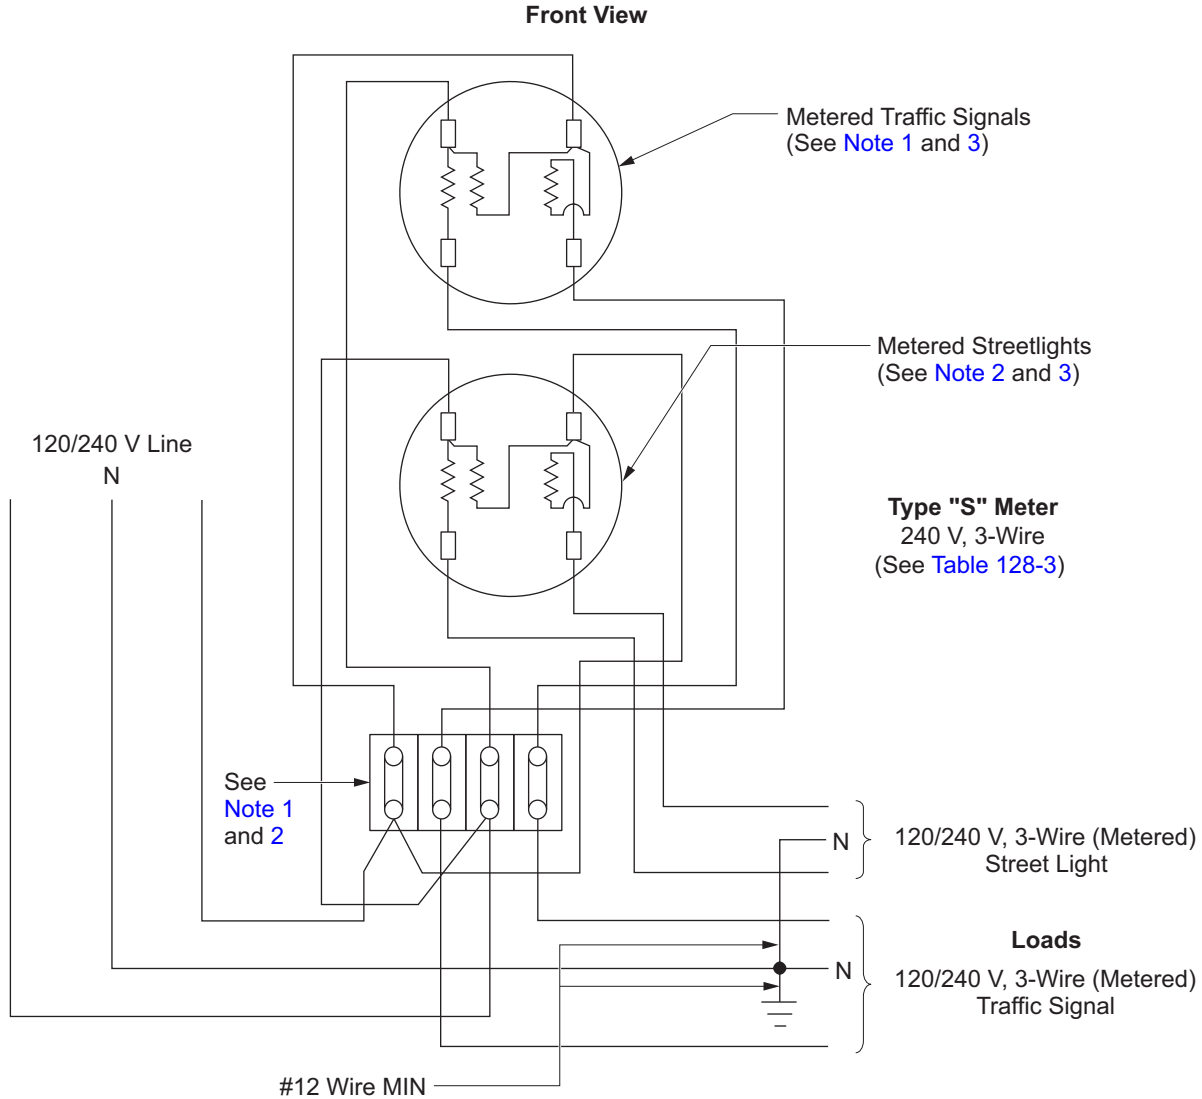 Front View
Metered Traffic Signals
(See Note 1 and 3)
Metered Streetlights
(See Note 2 and 3)
120/240 V Line
N
Type "S" Meter
240 V, 3-Wire
(See Table 128-3)
See
Note 1
and 2
N
120/240 V, 3-Wire (Metered)
Street Light
Loads
N
120/240 V, 3-Wire (Metered)
Traffic Signal
#12 Wire MIN